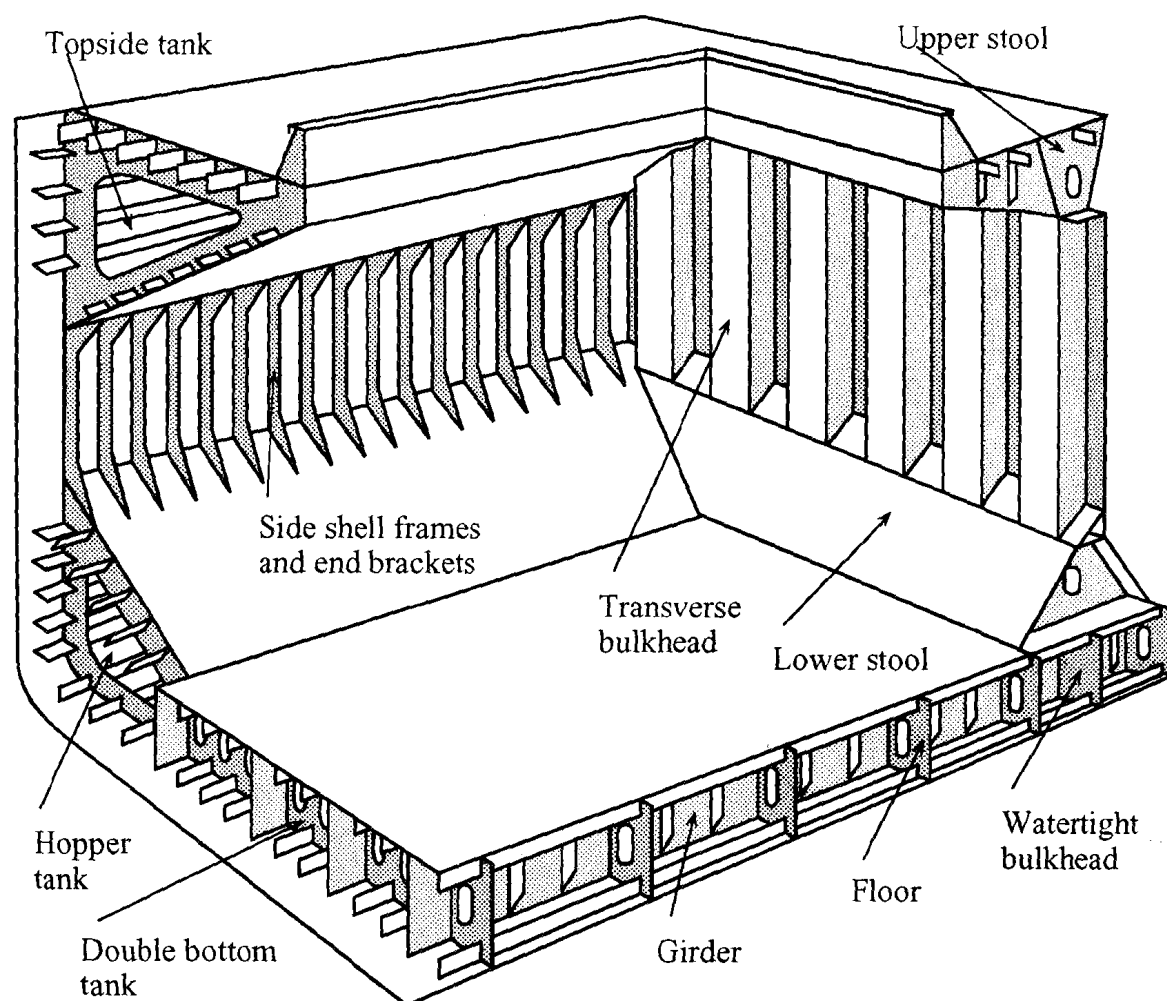 Topside tank
Upper stool
Side shell frames
and end brackets
Transverse
bulkhead
Lower stool
Hopper
tank
Double bottom
tank
Girder
Floor
Watertight
bulkhead